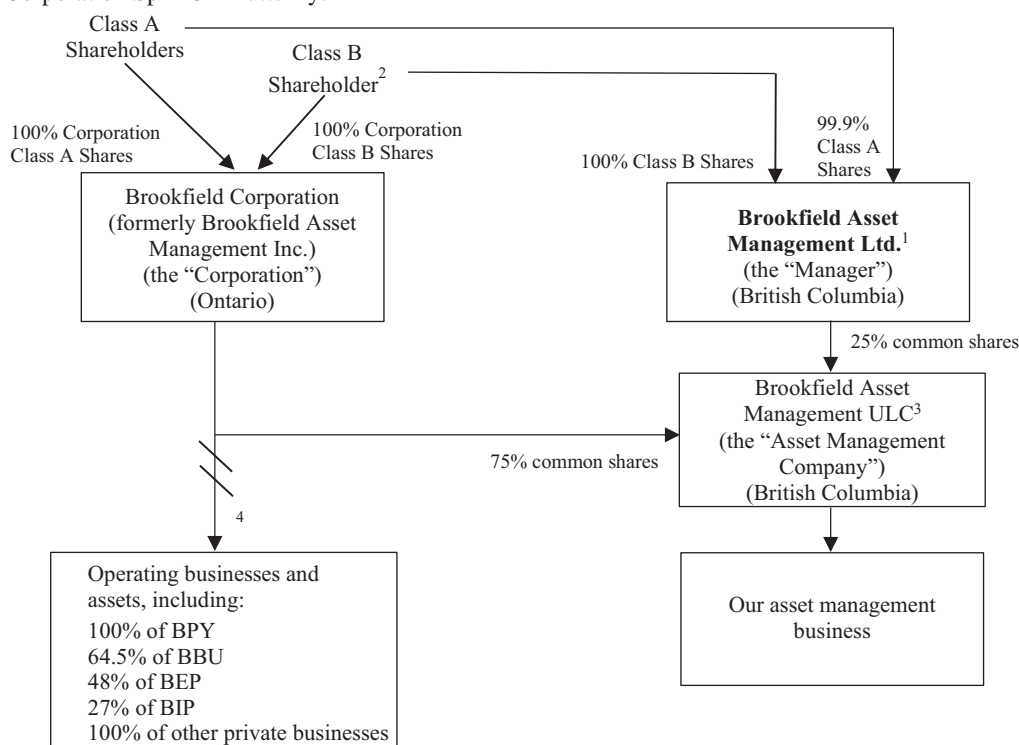 Class A
Shareholders
Class B
Shareholder2
100% Corporation
Class A Shares
100% Corporation
Class B Shares
100% Class B Shares
99.9%
Class A
Shares
Brookfield Corporation
(formerly Brookfield Asset
Management Inc.)
(the “Corporation”)
(Ontario)
Brookfield Asset
Management Ltd.1
(the “Manager”)
(British Columbia)
25% common shares
Brookfield Asset
Management ULC3
(the “Asset Management
Company”)
(British Columbia)
75% common shares
4
Operating businesses and
assets, including:
100% of BPY
64.5% of BBU
48% of BEP
27% of BIP
100% of other private businesses
Our asset management
business